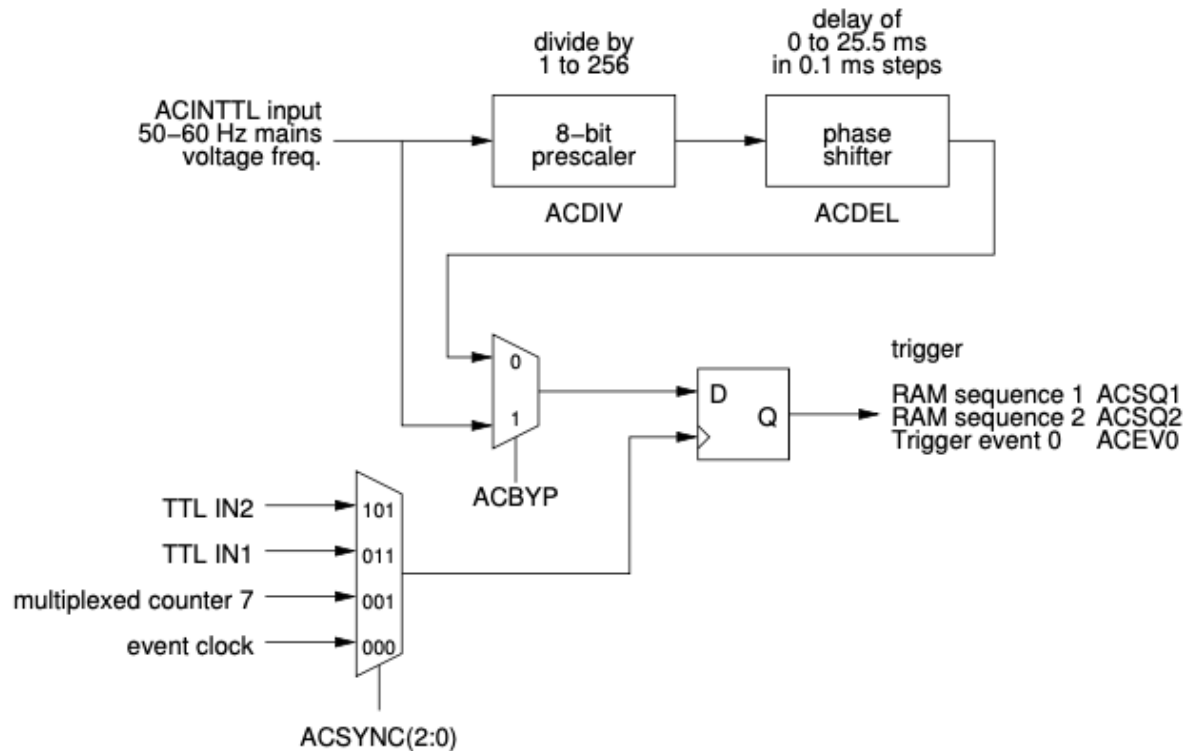 delay of
divide by
0 to 25.5 ms
1 to 256
in 0.1 ms steps
ACINTTL input
50−60 Hz mains
voltage freq.
8−bit
prescaler
phase
shifter
ACDIV
ACDEL
0
1
ACBYP
D
Q
trigger
RAM sequence 1 ACSQ1
RAM sequence 2 ACSQ2
Trigger event 0 ACEV0
TTL IN2
101
TTL IN1
011
multiplexed counter 7
001
event clock
000
ACSYNC(2:0)